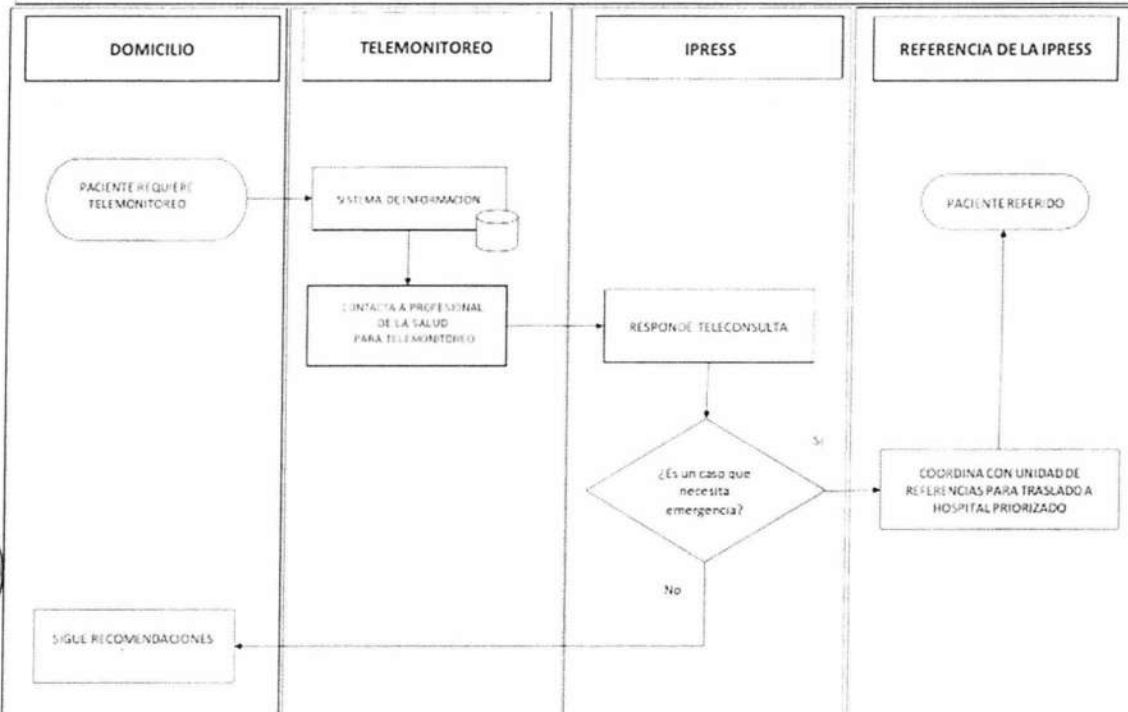 DOMICILIO
TELEMONITOREO
IPRESS
REFERENCIA DE LA IPRESS
PACIENTE REQUIERE
TELEMONITOREO
SISTEMA DE INFORMACION
PACIENTE REFERIDO
CONTACTA A PROFESIONAL
DE LA SALUD
PARA TELEMONITOREO
RESPONDE TELECONSULTA
Si
¿Es un caso que
necesita
emergencia?
COORDINA CON UNIDAD DE
REFERENCIAS PARA TRASLADO A
HOSPITAL PRIORIZADO
No
SIGUE RECOMENDACIONES